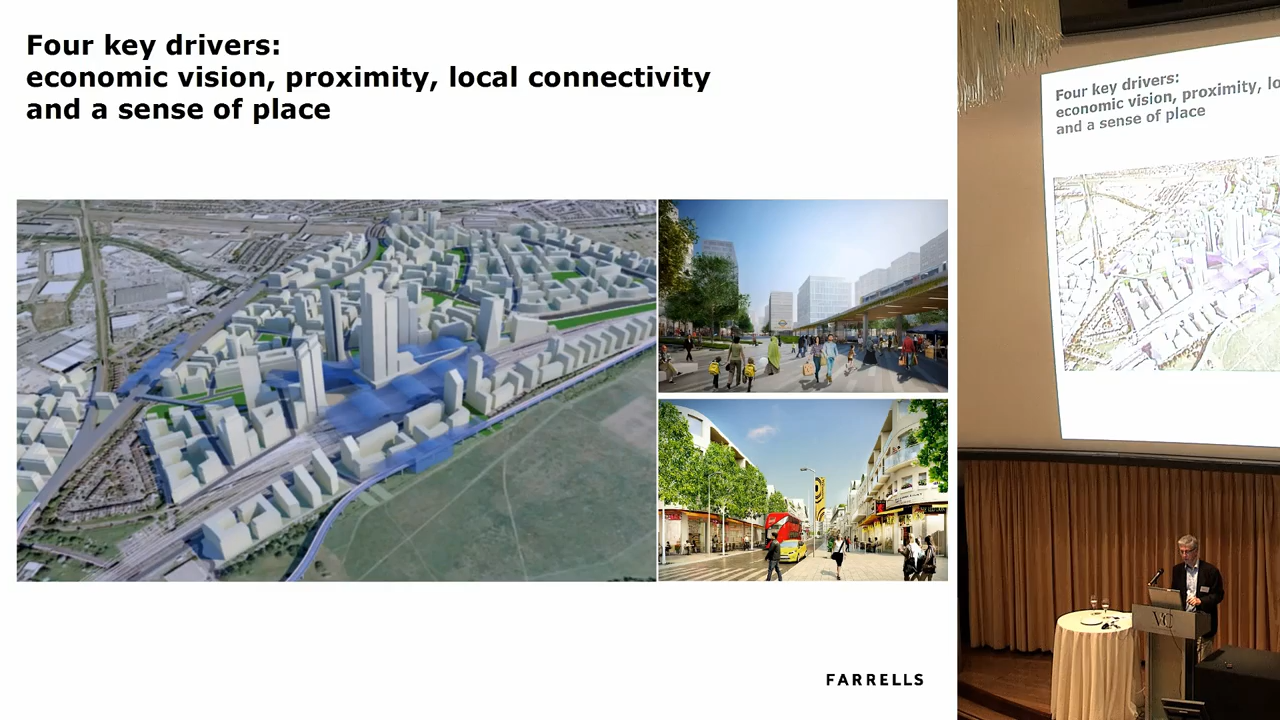 Four key drivers:
economic vision, proximity, local connectivity
and a sense of place
FARRELLS
Four key drivers:
economic vision, proximity, lo
and a sense of place
VC